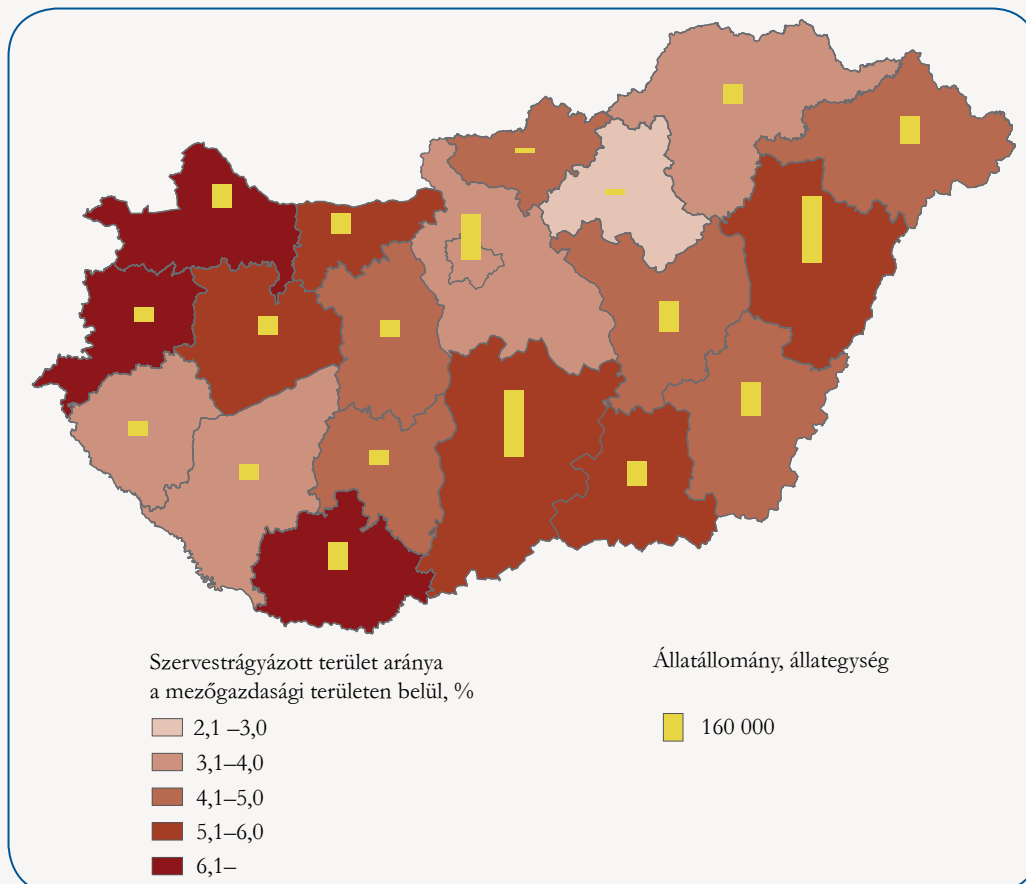 Szervestrágyázott terület aránya
a mezőgazdasági területen belül, %
2,1 –3,0
3,1–4,0
4,1–5,0
5,1–6,0
6,1–
Állatállomány, állategység
160 000